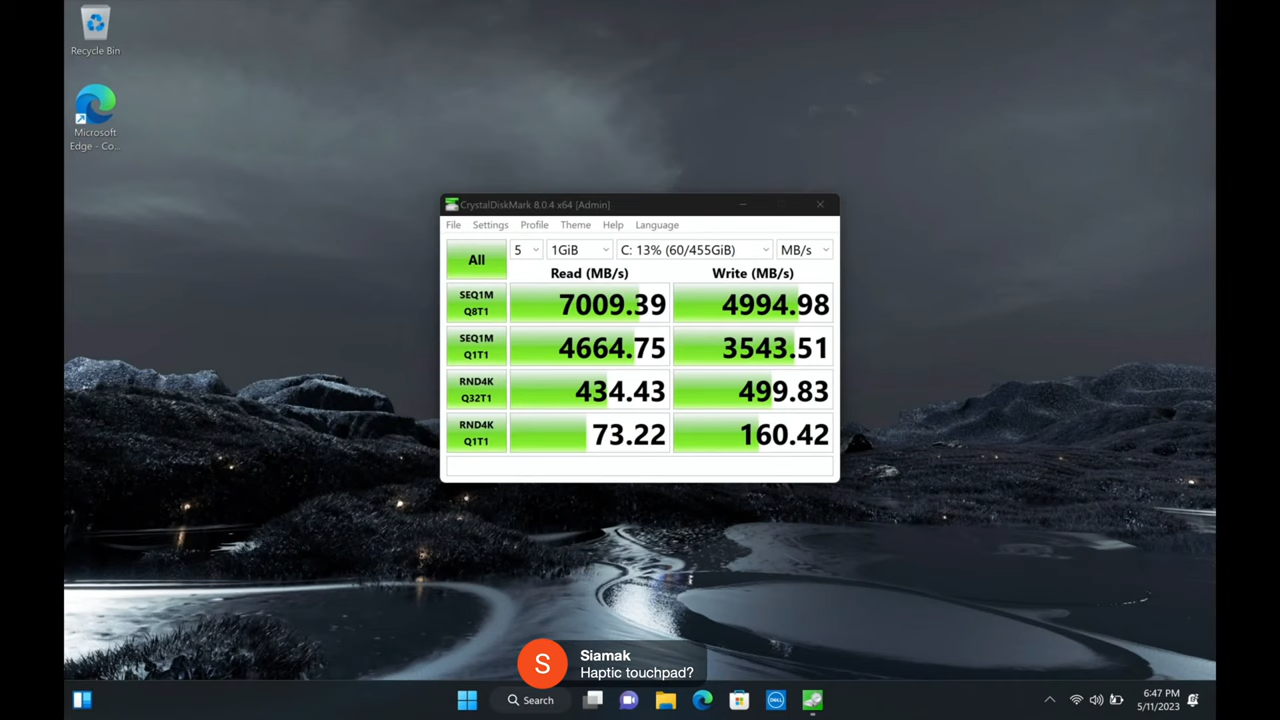 Recycle Bin
Microsoft
Edge - Co...
CrystalDiskMark 8.0.4 x64 [Admin]
File Settings Profile Theme Help Language
All 5 1GiB C: 13% (60/455GiB) MB/s
Read (MB/s) Write (MB/s)
SEQ1M
Q8T1
7009.39 4994.98
SEQ1M
Q1T1
4664.75 3543.51
RND4K
Q32T1
434.43 499.83
RND4K
Q1T1
73.22 160.42
S
Siamak
Haptic touchpad?
Search
DELL
6:47 PM
5/11/2023